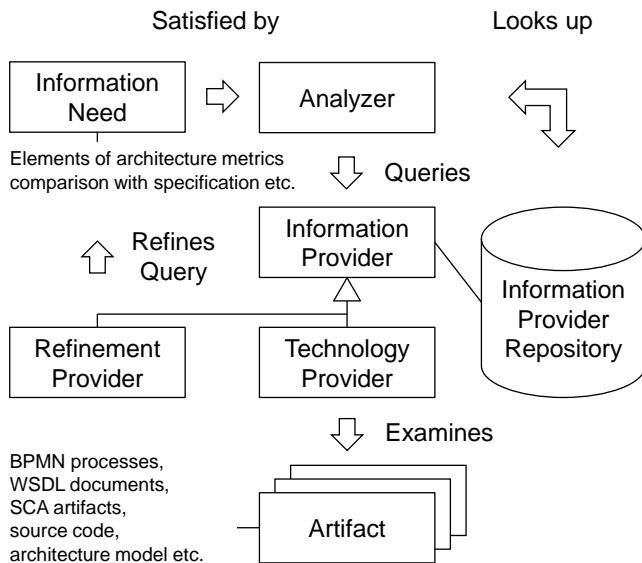 Satisfied by
Looks up
Information
Need
Analyzer
Elements of architecture metrics
comparison with specification etc.
Queries
Refines
Query
Information
Provider
Information
Provider
Repository
Refinement
Provider
Technology
Provider
Examines
BPMN processes,
WSDL documents,
SCA artifacts,
source code,
architecture model etc.
Artifact